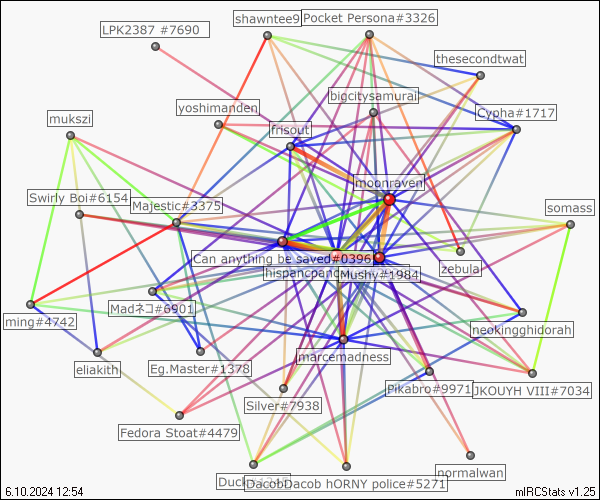 shawntee9
Pocket Persona#3326
LPK2387 #7690
thesecondtwat
bigcitysamurai
yoshimanden
Cypha#1717
mukszi
frisout
moonraven
Swirly Boi#6154
Majestic#3375
somass
Can anything be saved#0396
hispanicpanic
Mushy#1984
zebula
Madネコ#6901
ming#4742
neokingghidorah
marcemadness
eliakith
Eg.Master#1378
Pikabro#9971
JKOUYH VIII#7034
Silver#7938
Fedora Stoat#4479
normalwan
Duck
DacobDacob hORNY police#5271
6.10.2024 12:54
mIRCStats v1.25